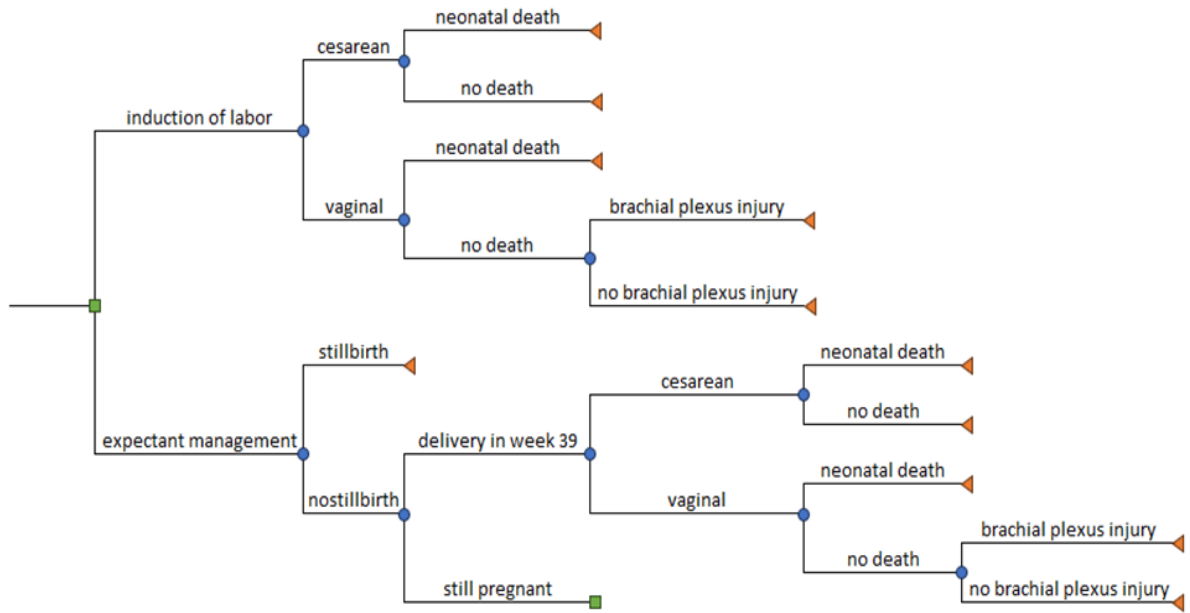 neonatal death
cesarean
no death
induction of labor
neonatal death
vaginal
brachial plexus injury
no death
no brachial plexus injury
stillbirth
neonatal death
cesarean
no death
expectant management
delivery in week 39
neonatal death
nostillbirth
vaginal
brachial plexus injury
no death
still pregnant
no brachial plexus injury